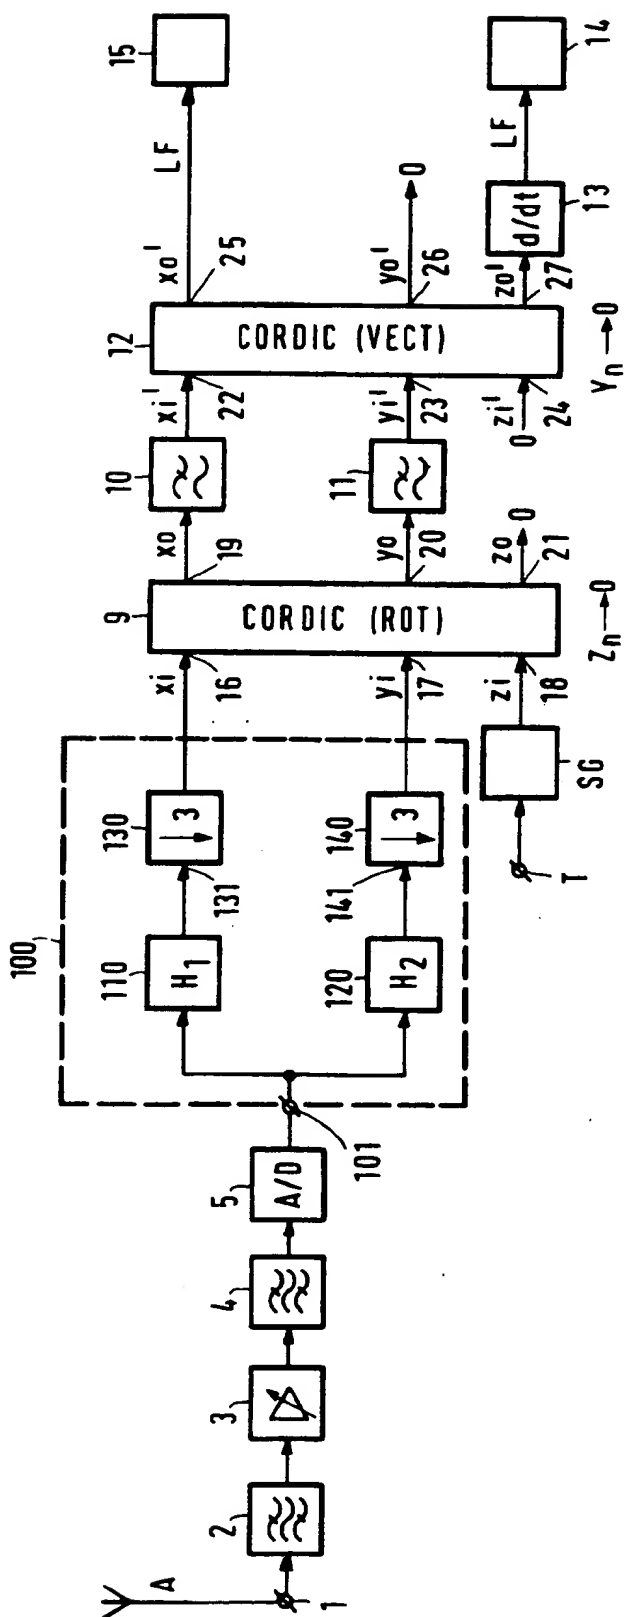 A
1
2
3
4
5
A/D
101
100
110
H1
120
H2
130
3
131
140
3
141
T
SG
xi
16
yi
17
zi
18
9
CORDIC (ROT)
Zn→0
xo
19
yo
20
zo
21
0
10
11
xi'
22
yi'
23
zi'
24
0
12
CORDIC (VECT)
Yn→0
xo'
25
yo'
26
0
zo'
27
d/dt
13
LF
15
LF
14